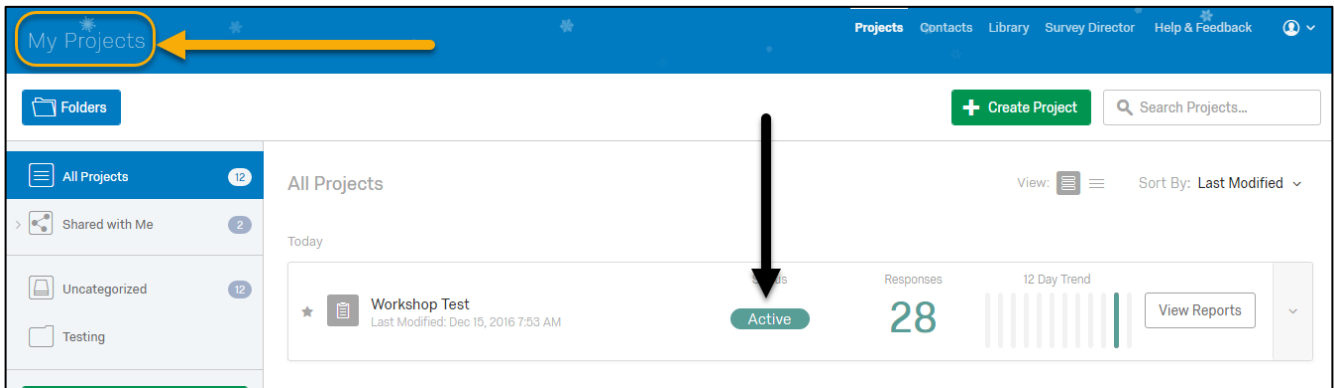 My Projects
Projects Contacts Library Survey Director Help & Feedback
Folders
Create Project
Search Projects...
All Projects 12
Shared with Me 2
Uncategorized 12
Testing
All Projects
View:
Sort By: Last Modified
Today
Responses
12 Day Trend
Workshop Test
Last Modified: Dec 15, 2016 7:53 AM
Active
28
View Reports